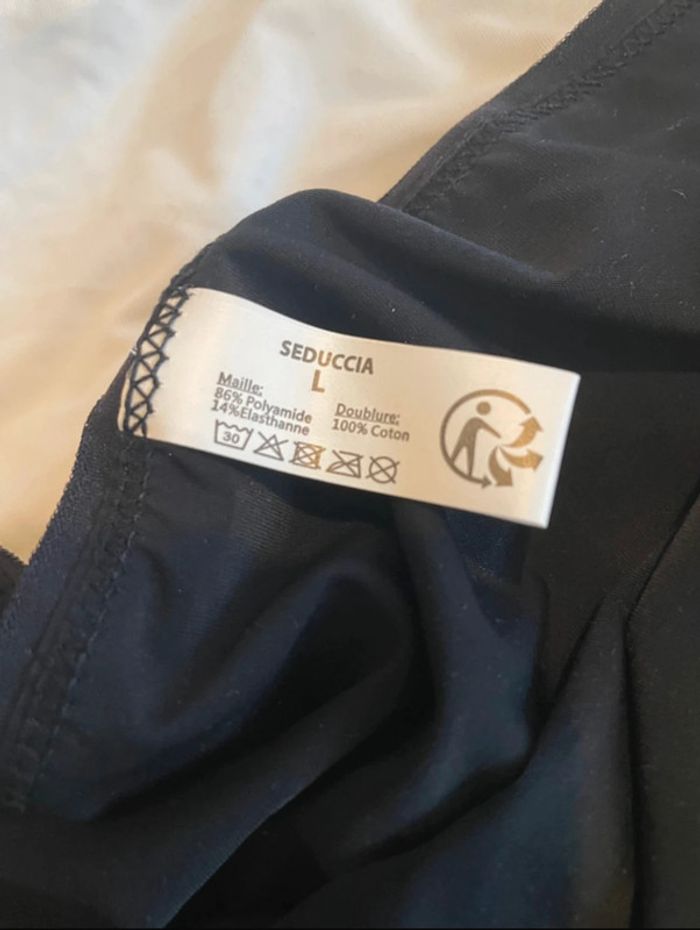 SEDUCCIA
L
Maille:
86% Polyamide
14%Elasthanne
Doublure:
100% Coton
30